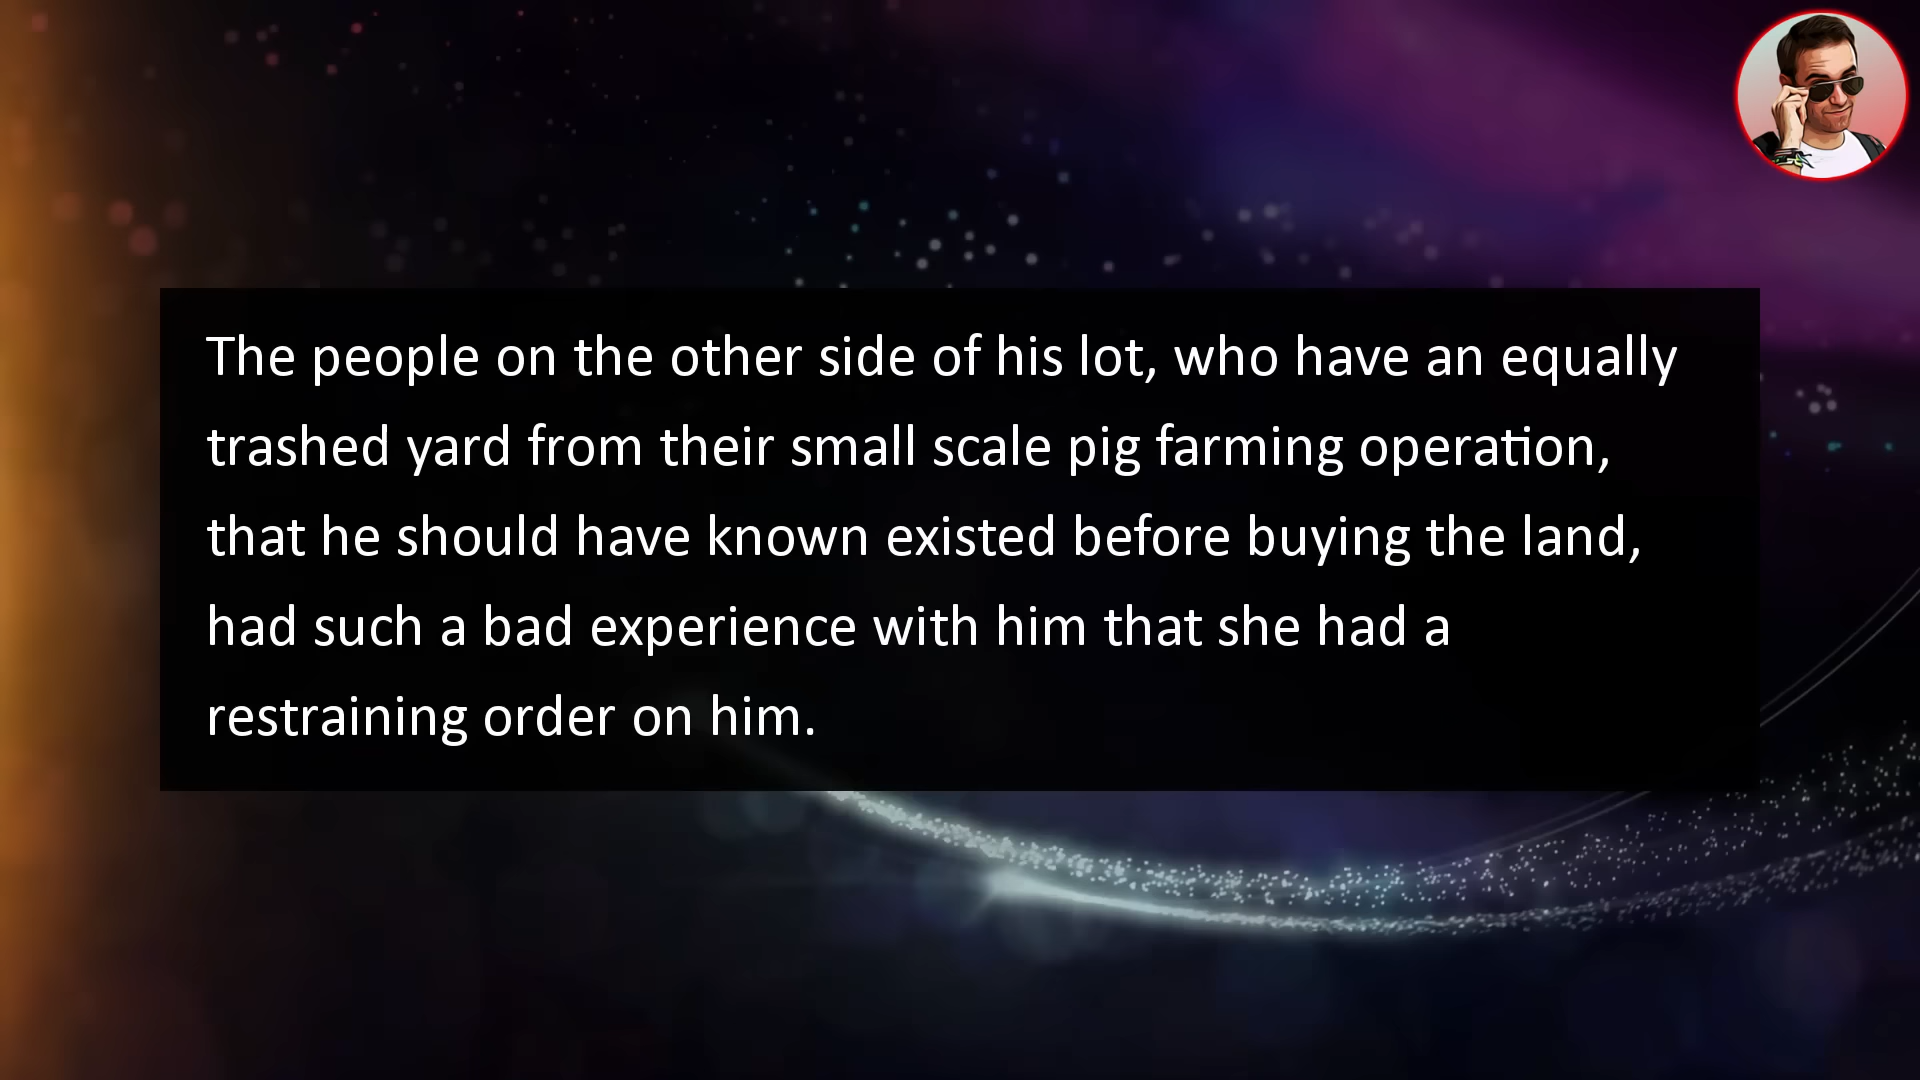 The people on the other side of his lot, who have an equally
trashed yard from their small scale pig farming operation,
that he should have known existed before buying the land,
had such a bad experience with him that she had a
restraining order on him.